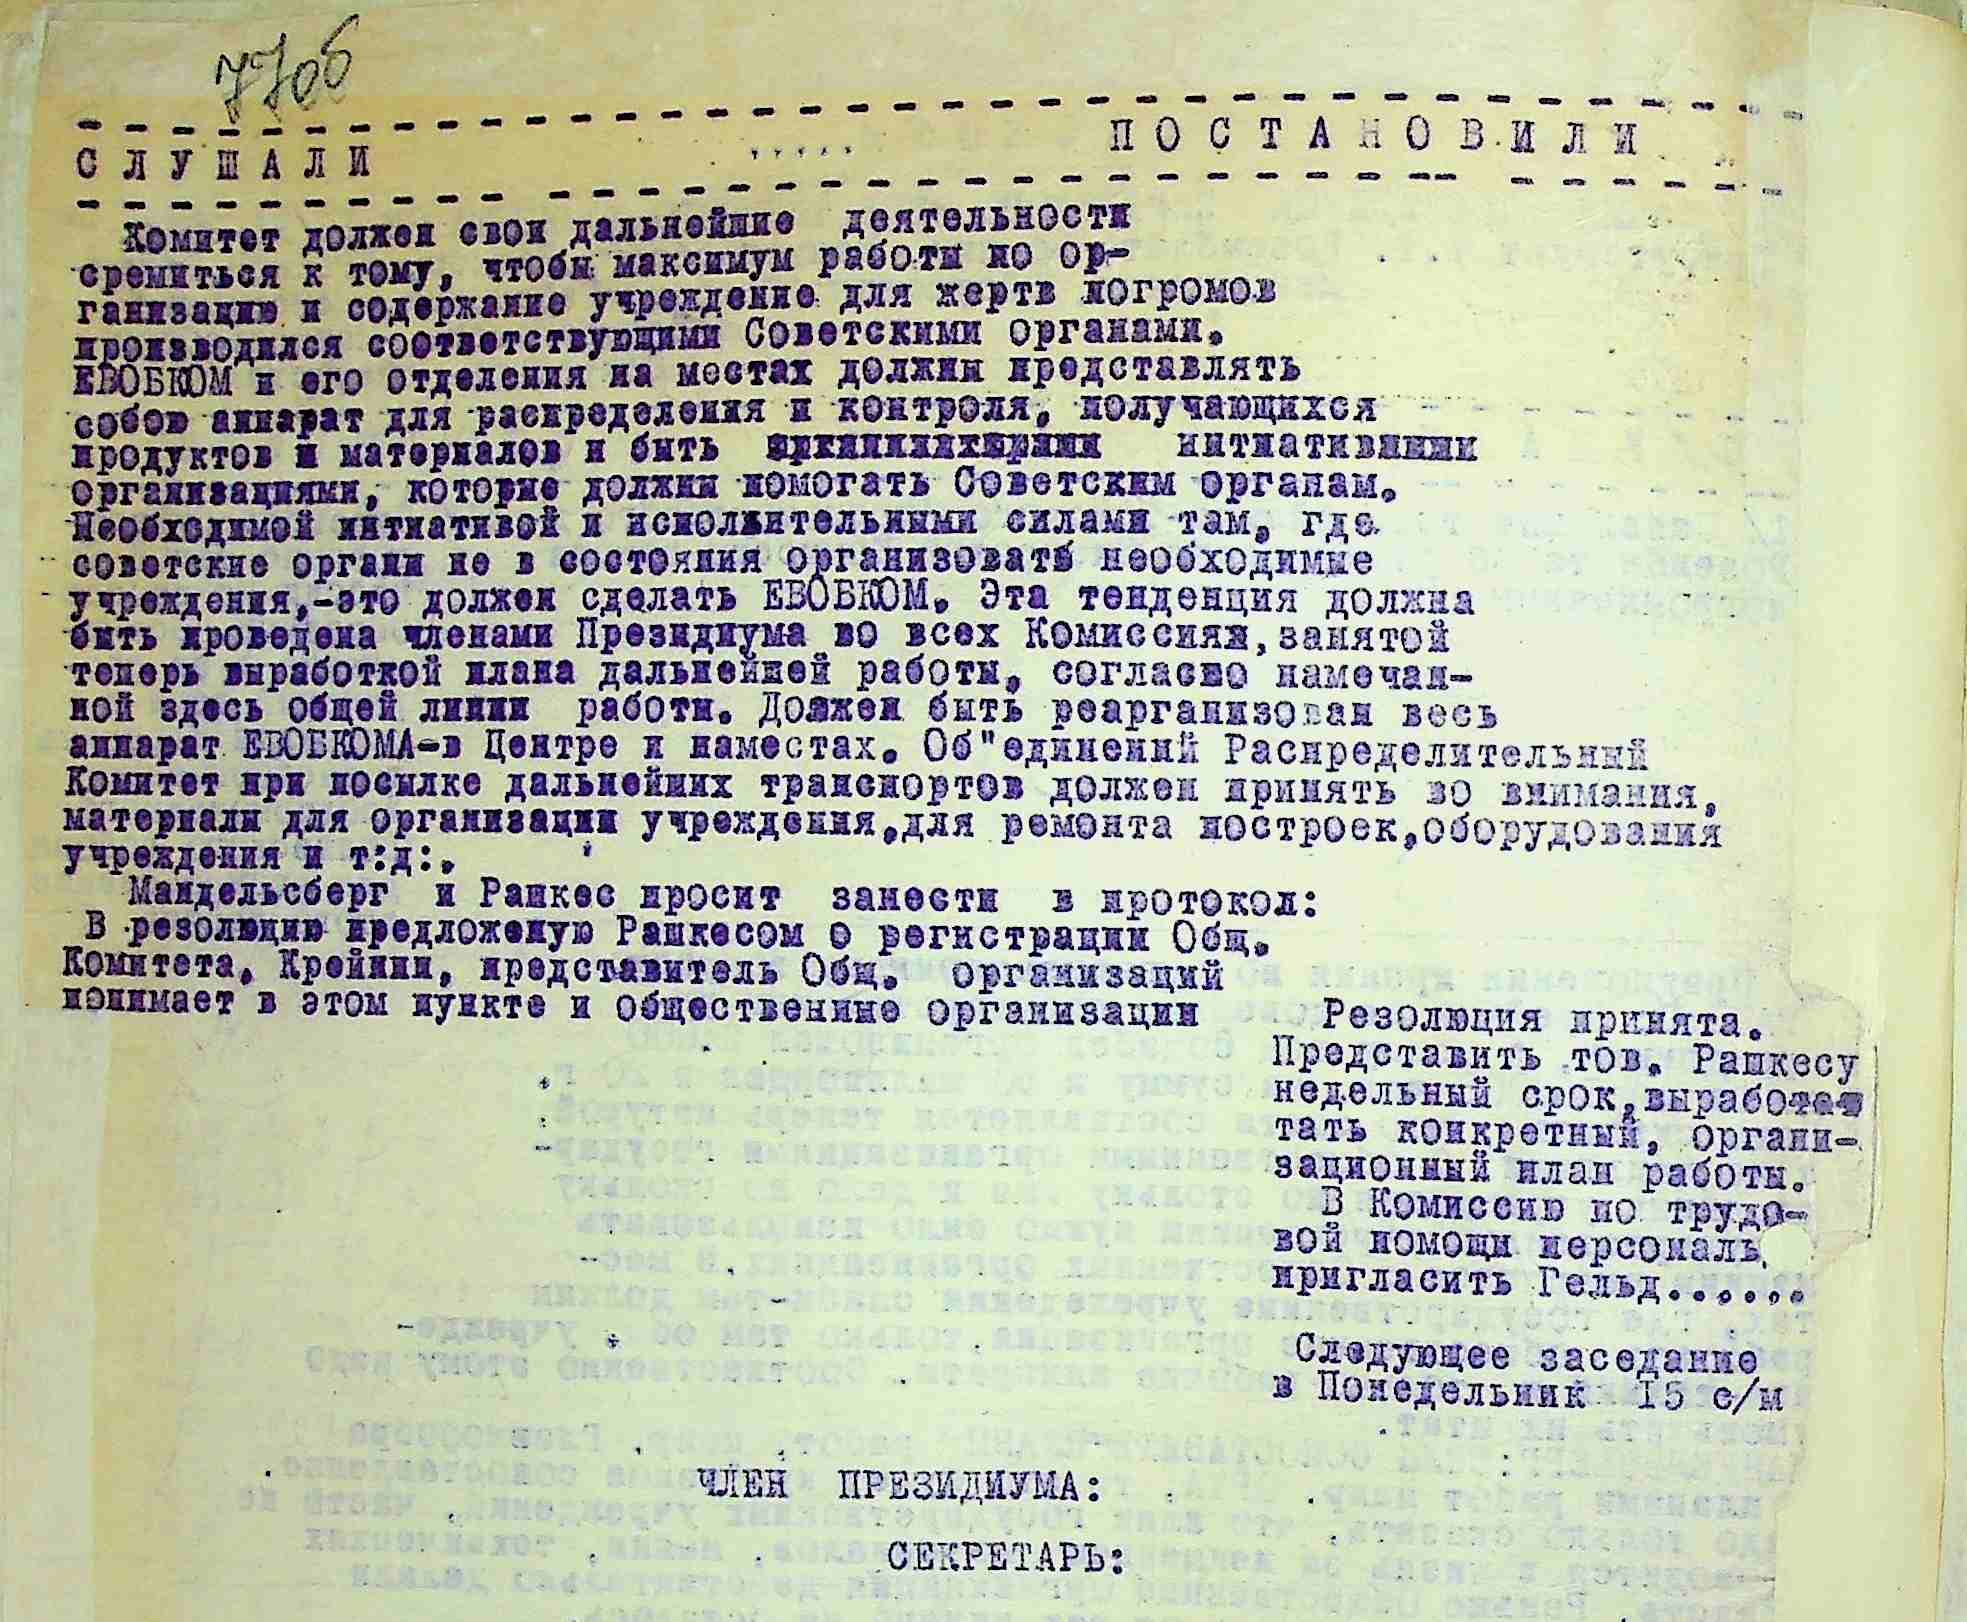 77об
СЛУШАЛИ ..... ПОСТАНОВИЛИ
Комитет должен свои дальнейшие деятельности
сремиться к тому, чтобы максимум работы по ор-
ганизацию и содержание учреждение для жертв погромов
производился соответствующими Советскими органами.
ЕВОБКОМ и его отделения на местах должны представлять
собою аппарат для распределения и контроля, получающихся
продуктов и материалов и быть интиативными
организациями, которые должны помогать Советским органам.
Необходимой интиативой и исполнительными силами там, где
советские органы не в состояния организовать необходимые
учреждения,-это должен сделать ЕВОБКОМ. Эта тенденция должна
быть проведена членами Президиума во всех Комиссиян, занятой
теперь выработкой плана дальнейшей работы, согласно намечан-
ной здесь общей линии работы. Должен быть реарганизован весь
аппарат ЕВОБКОМА-в Центре и наместах. Об"единенный Распределительный
Комитет при посылке дальнейших транспортов должен принять во внимания,
материалы для организации учреждения,для ремонта построек,оборудования
учреждения и т:д:.
Мандельсберг и Рашкес просит занести в протокол:
В резолюцию предложеную Рашкесом о регистрации Общ.
Комитета. Крейнин, представитель Общ. организаций
понимает в этом пункте и общественные организации
Резолюция принята.
Представить тов. Рашкесу
недельный срок,вырабо
тать конкретный, органи-
зационный план работы.
В Комиссию по трудо-
вой помощи персональ
пригласить Гельд......
Следующее заседание
в Понедельник 15 с/м
ЧЛЕН ПРЕЗИДИУМА:
СЕКРЕТАРЬ: